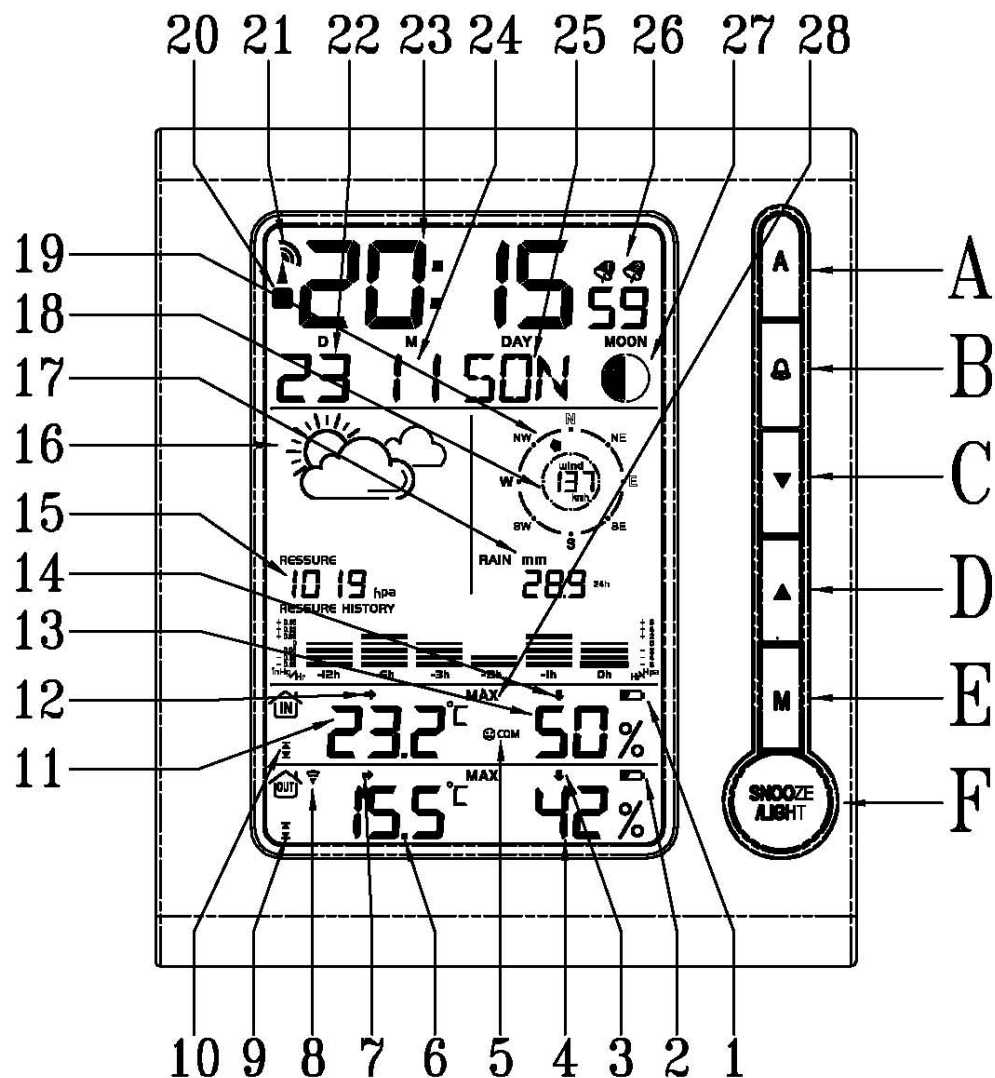 20 21 22 23 24 25 26 27 28
19
18
17
16
15
14
13
12
11
20:15 59
D M DAY MOON
23 11 SON
N
NW NE
wind
W 137 E
kmh
SW SE
S
RESSURE
1019 hpa
RAIN mm
28.9 24h
RESSURE HISTORY
-12h -6h -3h -1h 0h
IN 23.2°C MAX 50 %
COM
OUT 15.5°C MAX 42 %
A
M
SNOOZE
/LIGHT
A
B
C
D
E
F
10 9 8 7 6 5 4 3 2 1